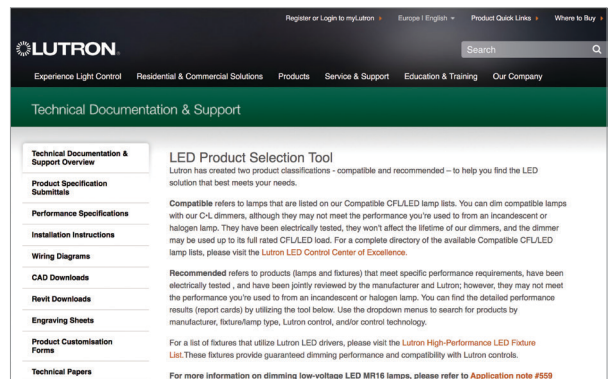 Register or Login to myLutron Europe | English Product Quick Links Where to Buy
LUTRON.
Search
Experience Light Control Residential & Commercial Solutions Products Service & Support Education & Training Our Company
Technical Documentation & Support
Technical Documentation &
Support Overview
Product Specification
Submittals
Performance Specifications
Installation Instructions
Wiring Diagrams
CAD Downloads
Revit Downloads
Engraving Sheets
Product Customisation
Forms
Technical Papers
LED Product Selection Tool
Lutron has created two product classifications - compatible and recommended – to help you find the LED
solution that best meets your needs.
Compatible refers to lamps that are listed on our Compatible CFL/LED lamp lists. You can dim compatible lamps
with our C•L dimmers, although they may not meet the performance you're used to from an incandescent or
halogen lamp. They have been electrically tested, they won't affect the lifetime of our dimmers, and the dimmer
may be used up to its full rated CFL/LED load. For a complete directory of the available Compatible CFL/LED
lamp lists, please visit the Lutron LED Control Center of Excellence.
Recommended refers to products (lamps and fixtures) that meet specific performance requirements, have been
electrically tested , and have been jointly reviewed by the manufacturer and Lutron; however, they may not meet
the performance you're used to from an incandescent or halogen lamp. You can find the detailed performance
results (report cards) by utilizing the tool below. Use the dropdown menus to search for products by
manufacturer, fixture/lamp type, Lutron control, and/or control technology.
For a list of fixtures that utilize Lutron LED drivers, please visit the Lutron High-Performance LED Fixture
List.These fixtures provide guaranteed dimming performance and compatibility with Lutron controls.
For more information on dimming low-voltage LED MR16 lamps, please refer to Application note #559